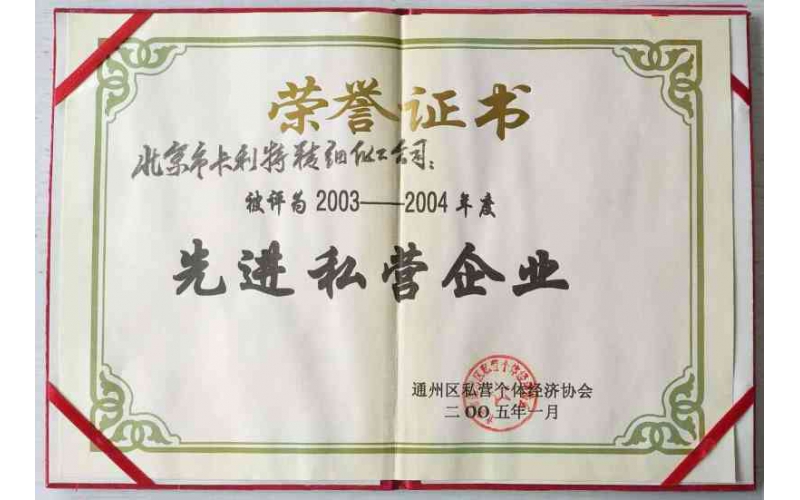 荣誉证书
北京市卡利特精细化工公司：
被评为2003——2004年度
先进私营企业
通州区私营个体经济协会
二OO五年一月